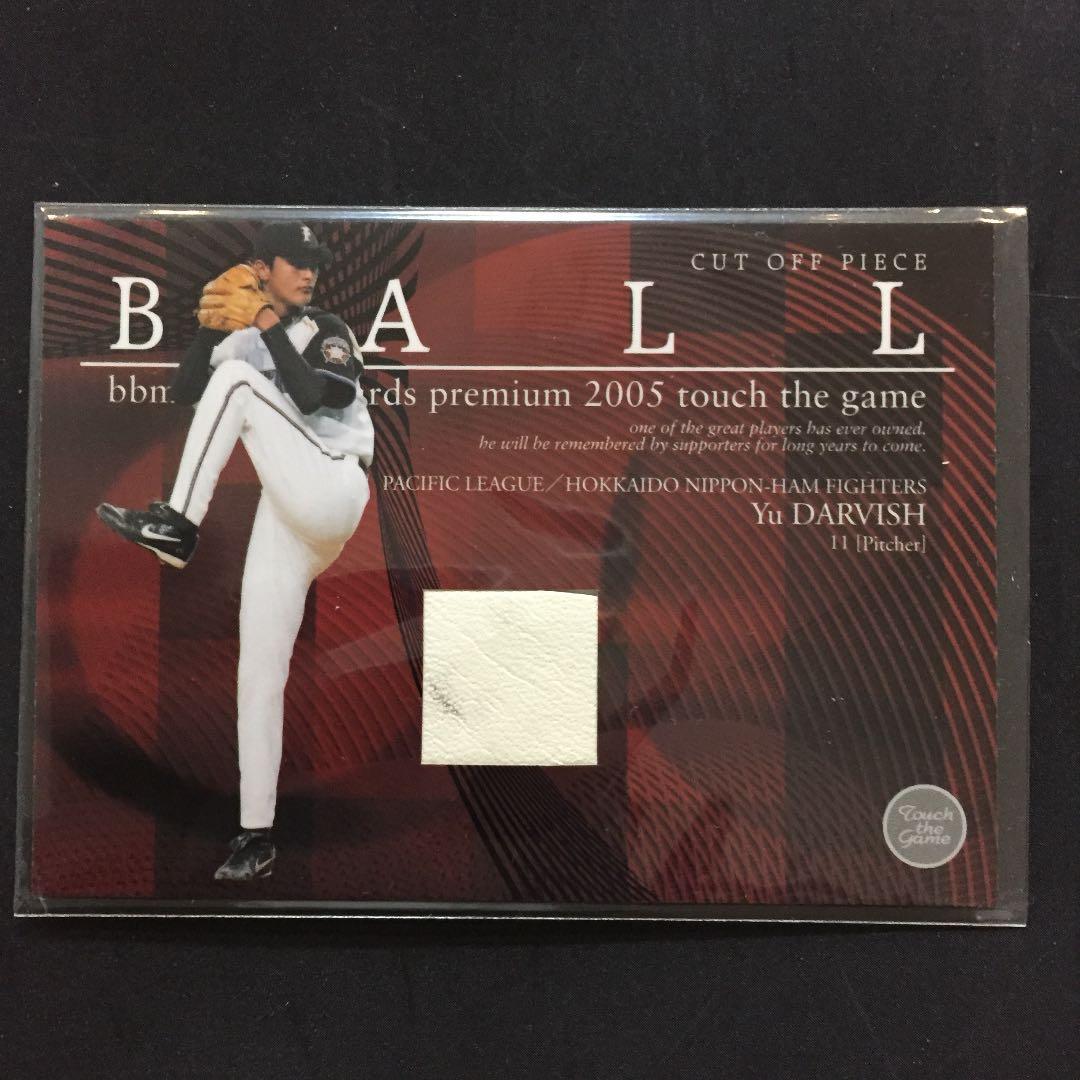 CUT OFF PIECE
B A L L
bbm rds premium 2005 touch the game
one of the great players has ever owned.
he will be remembered by supporters for long years to come.
PACIFIC LEAGUE／HOKKAIDO NIPPON-HAM FIGHTERS
Yu DARVISH
11 [Pitcher]
Touch
the
Game